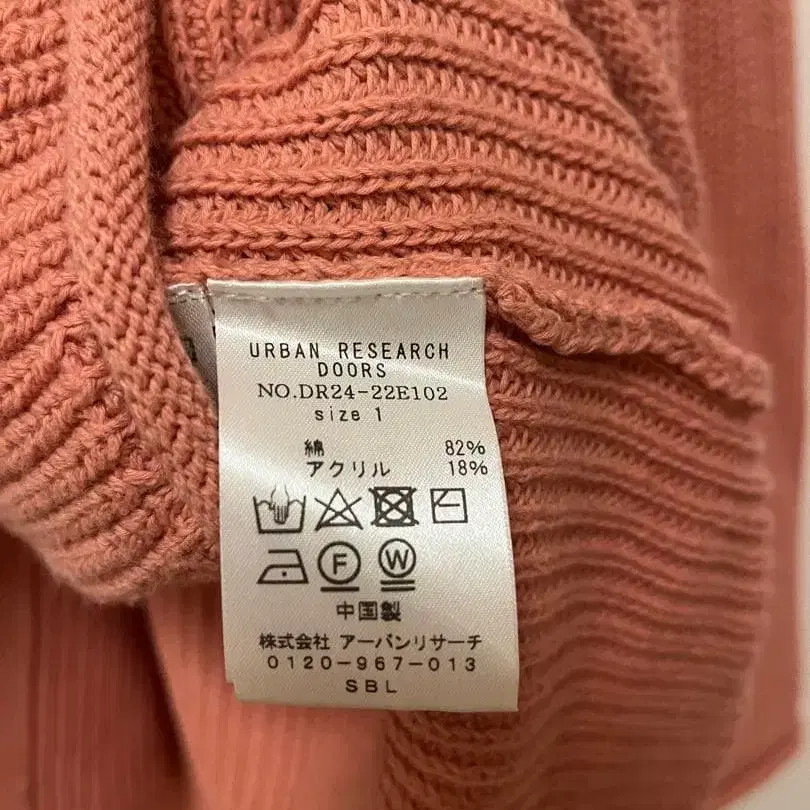 URBAN RESEARCH
DOORS
NO.DR24-22E102
size 1
綿 82%
アクリル 18%
F W
中国製
株式会社 アーバンリサーチ
0120-967-013
SBL